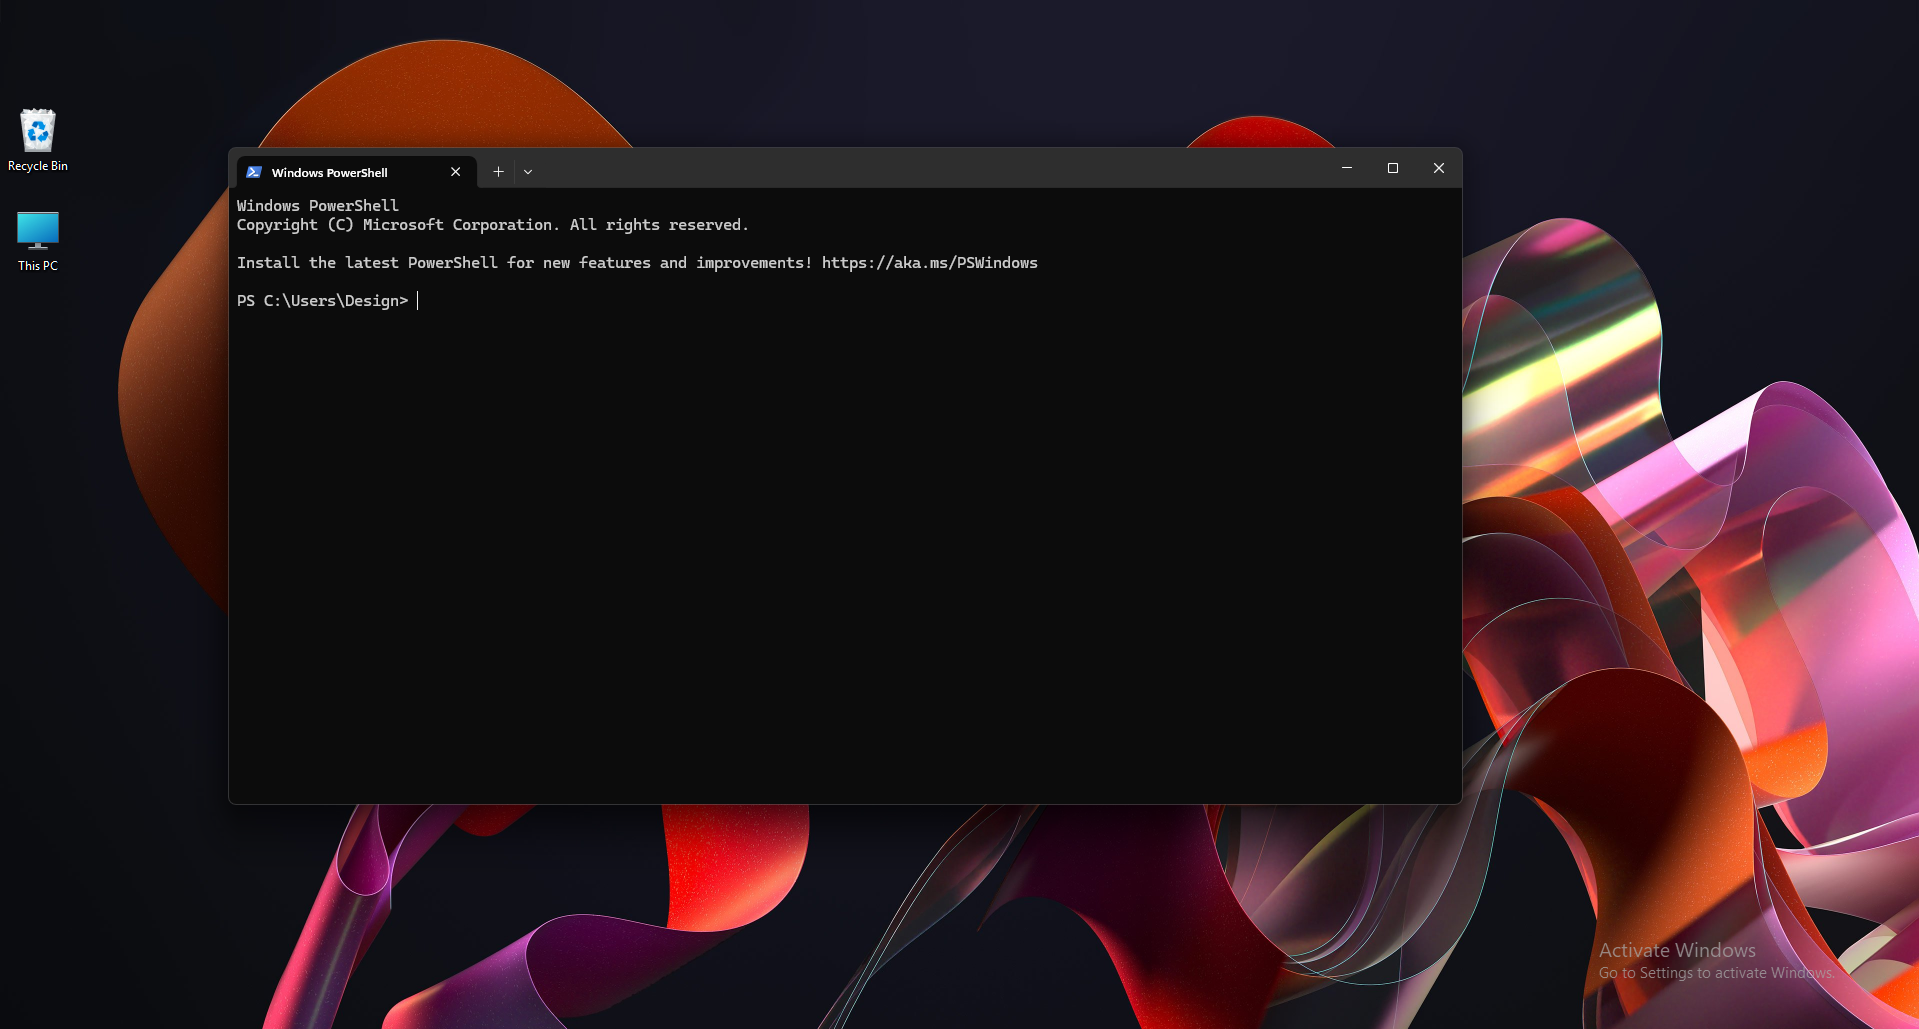 Recycle Bin
This PC
Windows PowerShell
Windows PowerShell
Copyright (C) Microsoft Corporation. All rights reserved.
Install the latest PowerShell for new features and improvements! https://aka.ms/PSWindows
PS C:\Users\Design>
Activate Windows
Go to Settings to activate Windows.